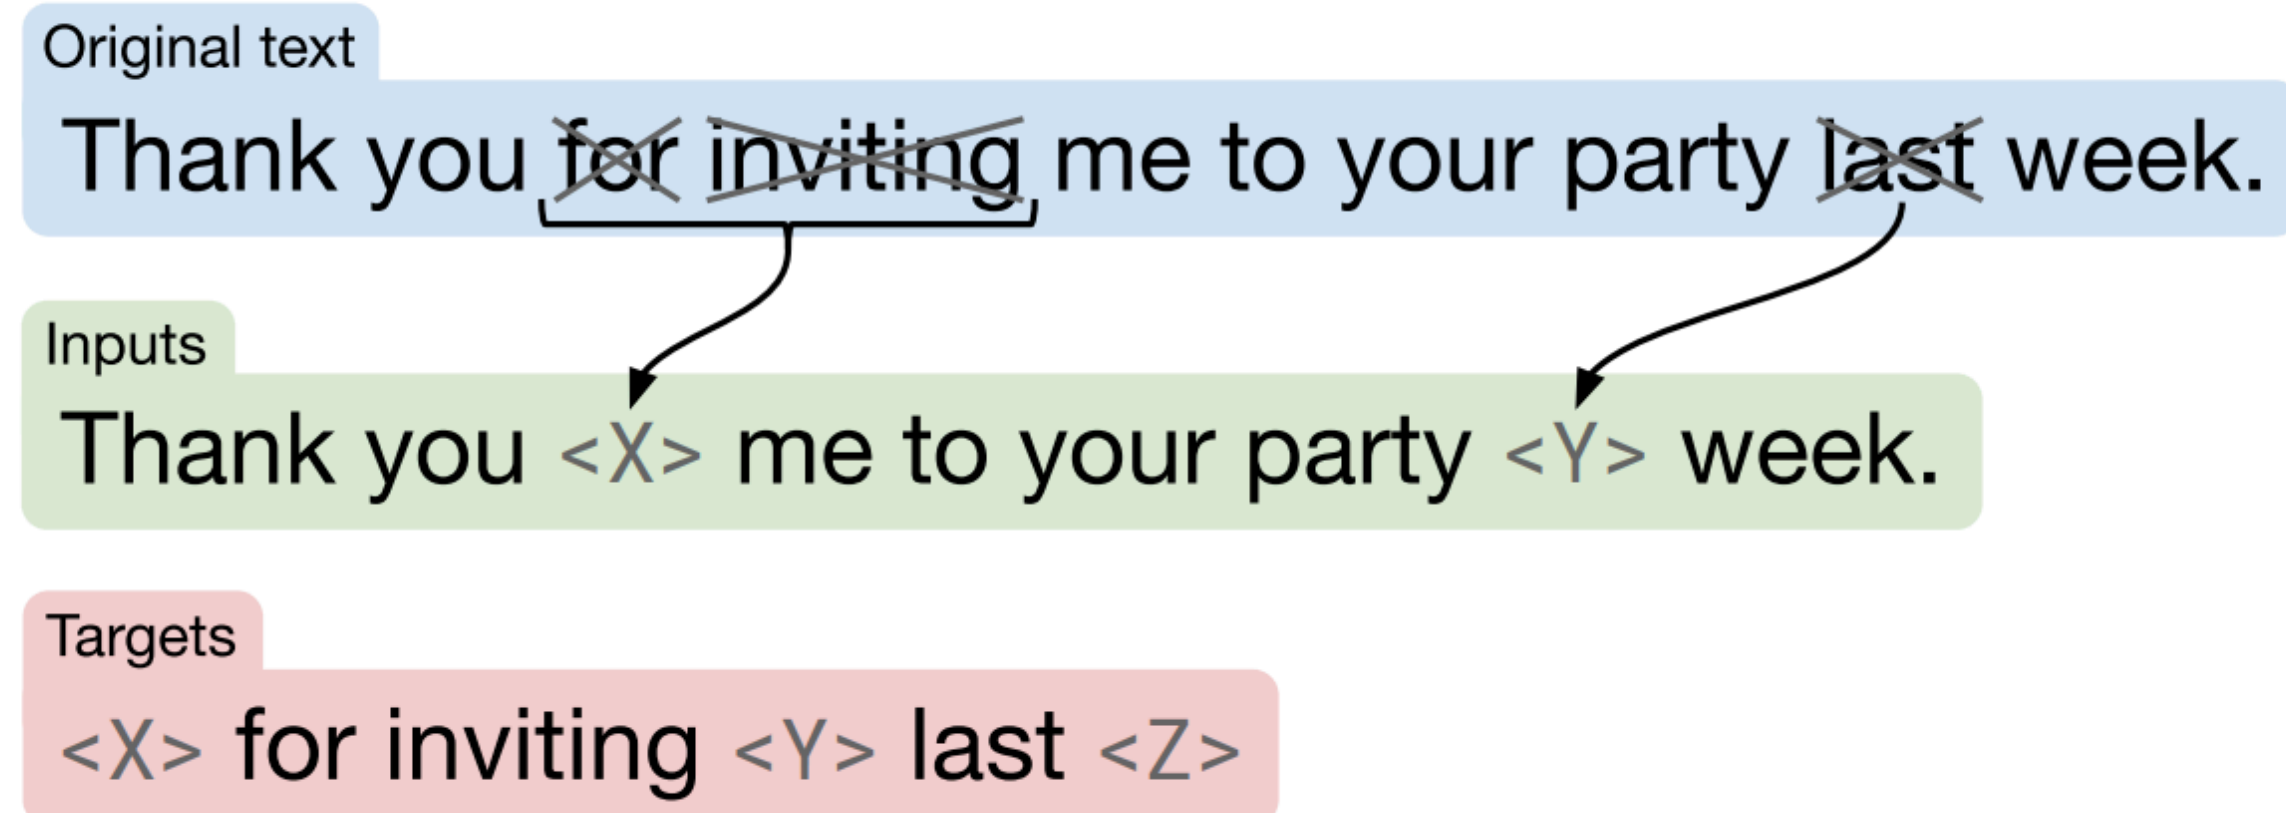 Original text
Thank you for inviting me to your party last week.
Inputs
Thank you <X> me to your party <Y> week.
Targets
<X> for inviting <Y> last <Z>